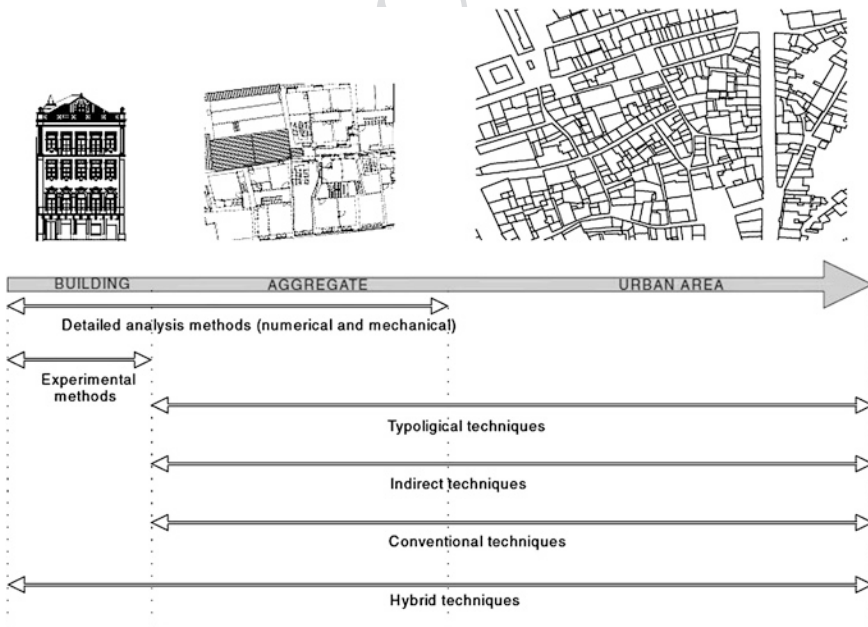 BUILDING AGGREGATE URBAN AREA
Detailed analysis methods (numerical and mechanical)
Experimental
methods
Typoligical techniques
Indirect techniques
Conventional techniques
Hybrid techniques